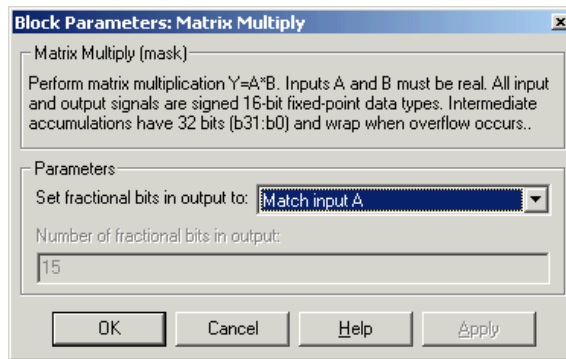 Block Parameters: Matrix Multiply
Matrix Multiply (mask)
Perform matrix multiplication Y=A*B. Inputs A and B must be real. All input
and output signals are signed 16-bit fixed-point data types. Intermediate
accumulations have 32 bits (b31:b0) and wrap when overflow occurs..
Parameters
Set fractional bits in output to: Match input A
Number of fractional bits in output:
15
OK Cancel Help Apply